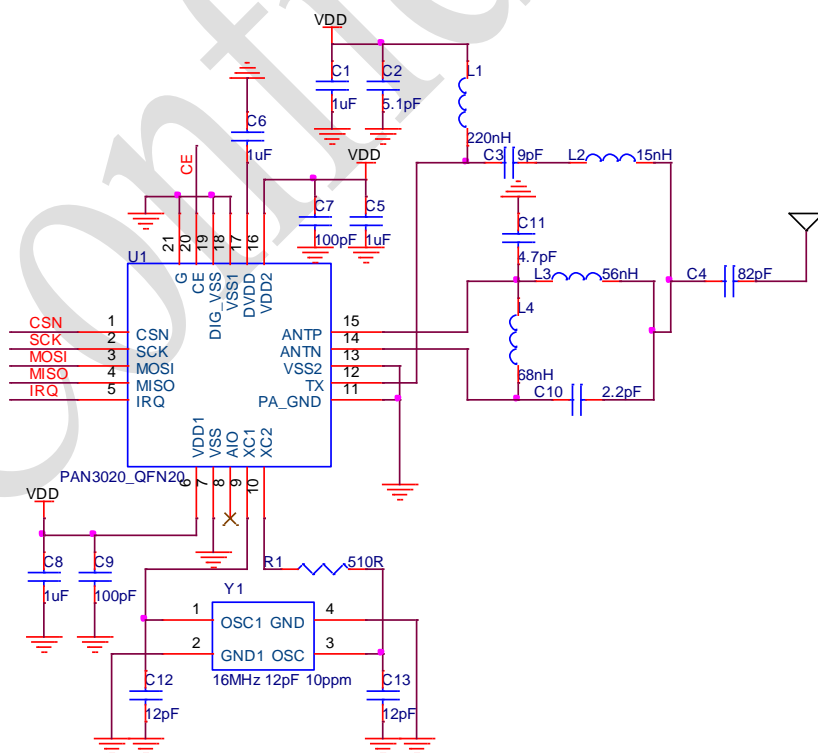 Confide
VDD
C1
1uF
C2
5.1pF
L1
220nH
C6
1uF
CE
VDD
C7
100pF
C5
1uF
C3 9pF
L2 15nH
C11
4.7pF
L3 56nH
L4
68nH
C10 2.2pF
C4 82pF
21 20 19 18 17 16
U1
G CE DIG_VSS VSS1 DVDD VDD2
CSN 1 CSN
SCK 2 SCK
MOSI 3 MOSI
MISO 4 MISO
IRQ 5 IRQ
ANTP 15
ANTN 14
VSS2 13
TX 12
PA_GND 11
VDD1 VSS AIO XC1 XC2
PAN3020_QFN20
6 7 8 9 10
VDD
C8
1uF
C9
100pF
R1 510R
Y1
1 OSC1 GND 4
2 GND1 OSC 3
16MHz 12pF 10ppm
C12
12pF
C13
12pF